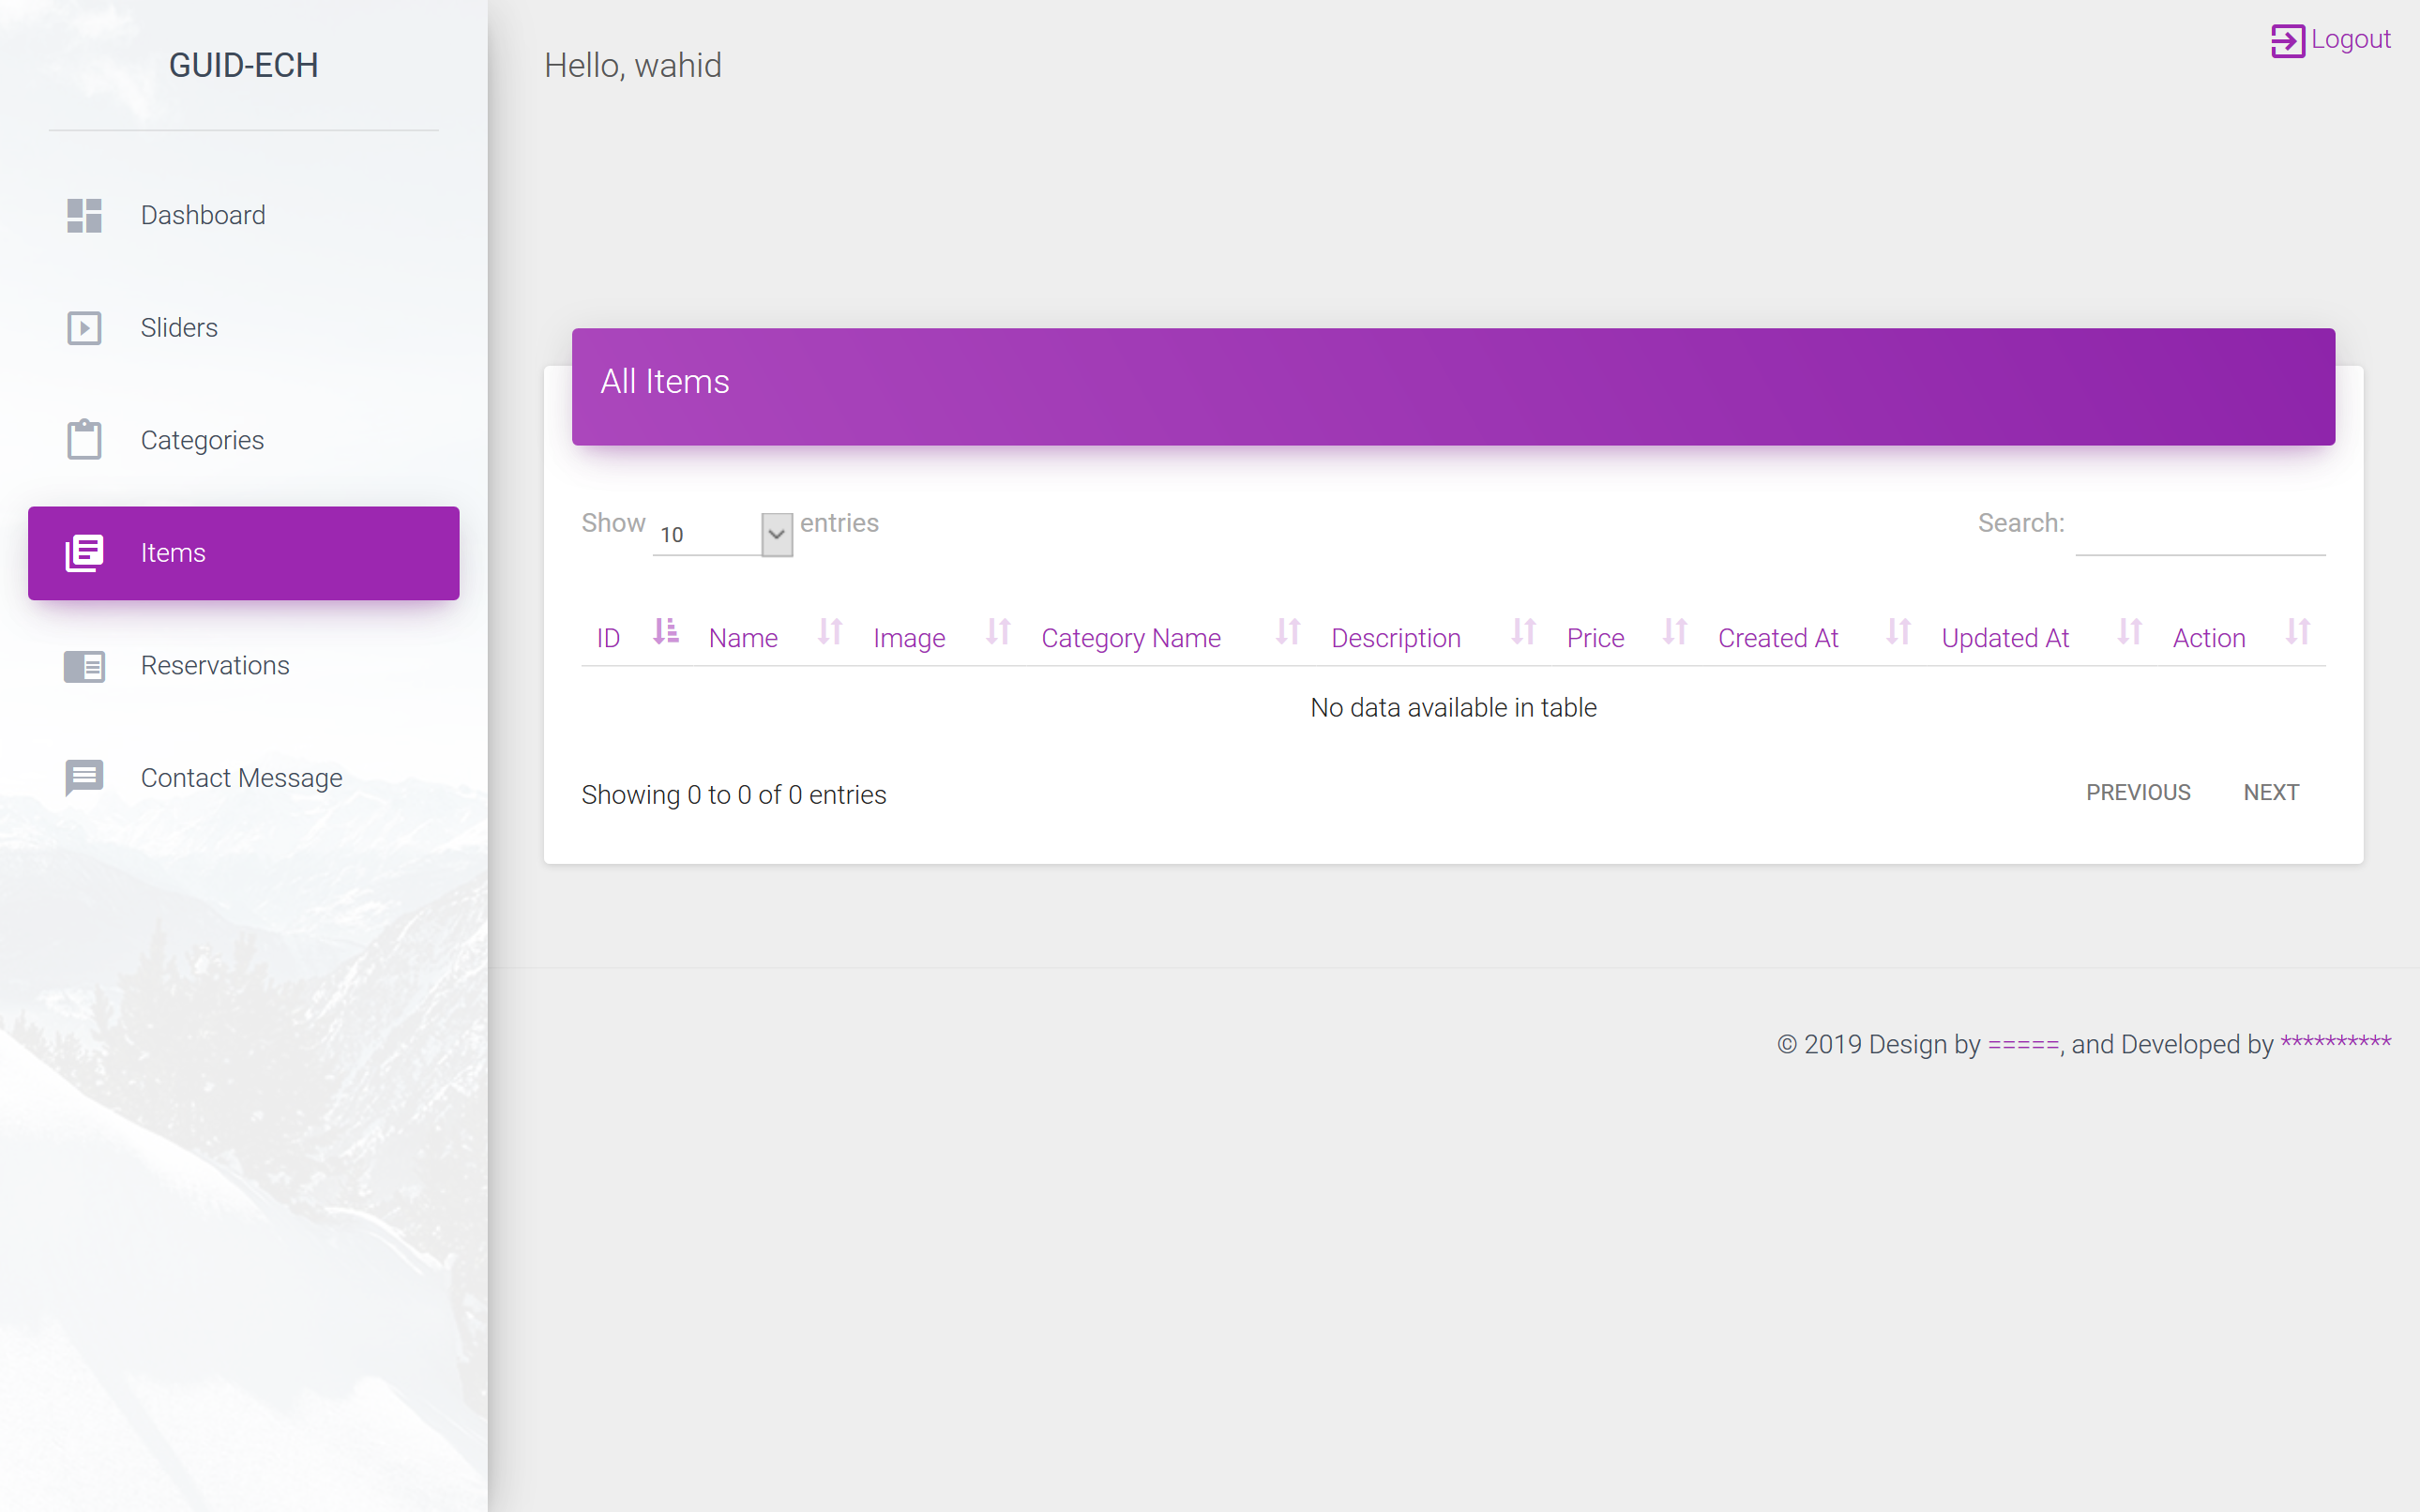 GUID-ECH
Dashboard
Sliders
Categories
Items
Reservations
Contact Message
Hello, wahid
Logout
All Items
Show 10 entries
Search:
ID Name Image Category Name Description Price Created At Updated At Action
No data available in table
Showing 0 to 0 of 0 entries
PREVIOUS NEXT
© 2019 Design by =====, and Developed by **********